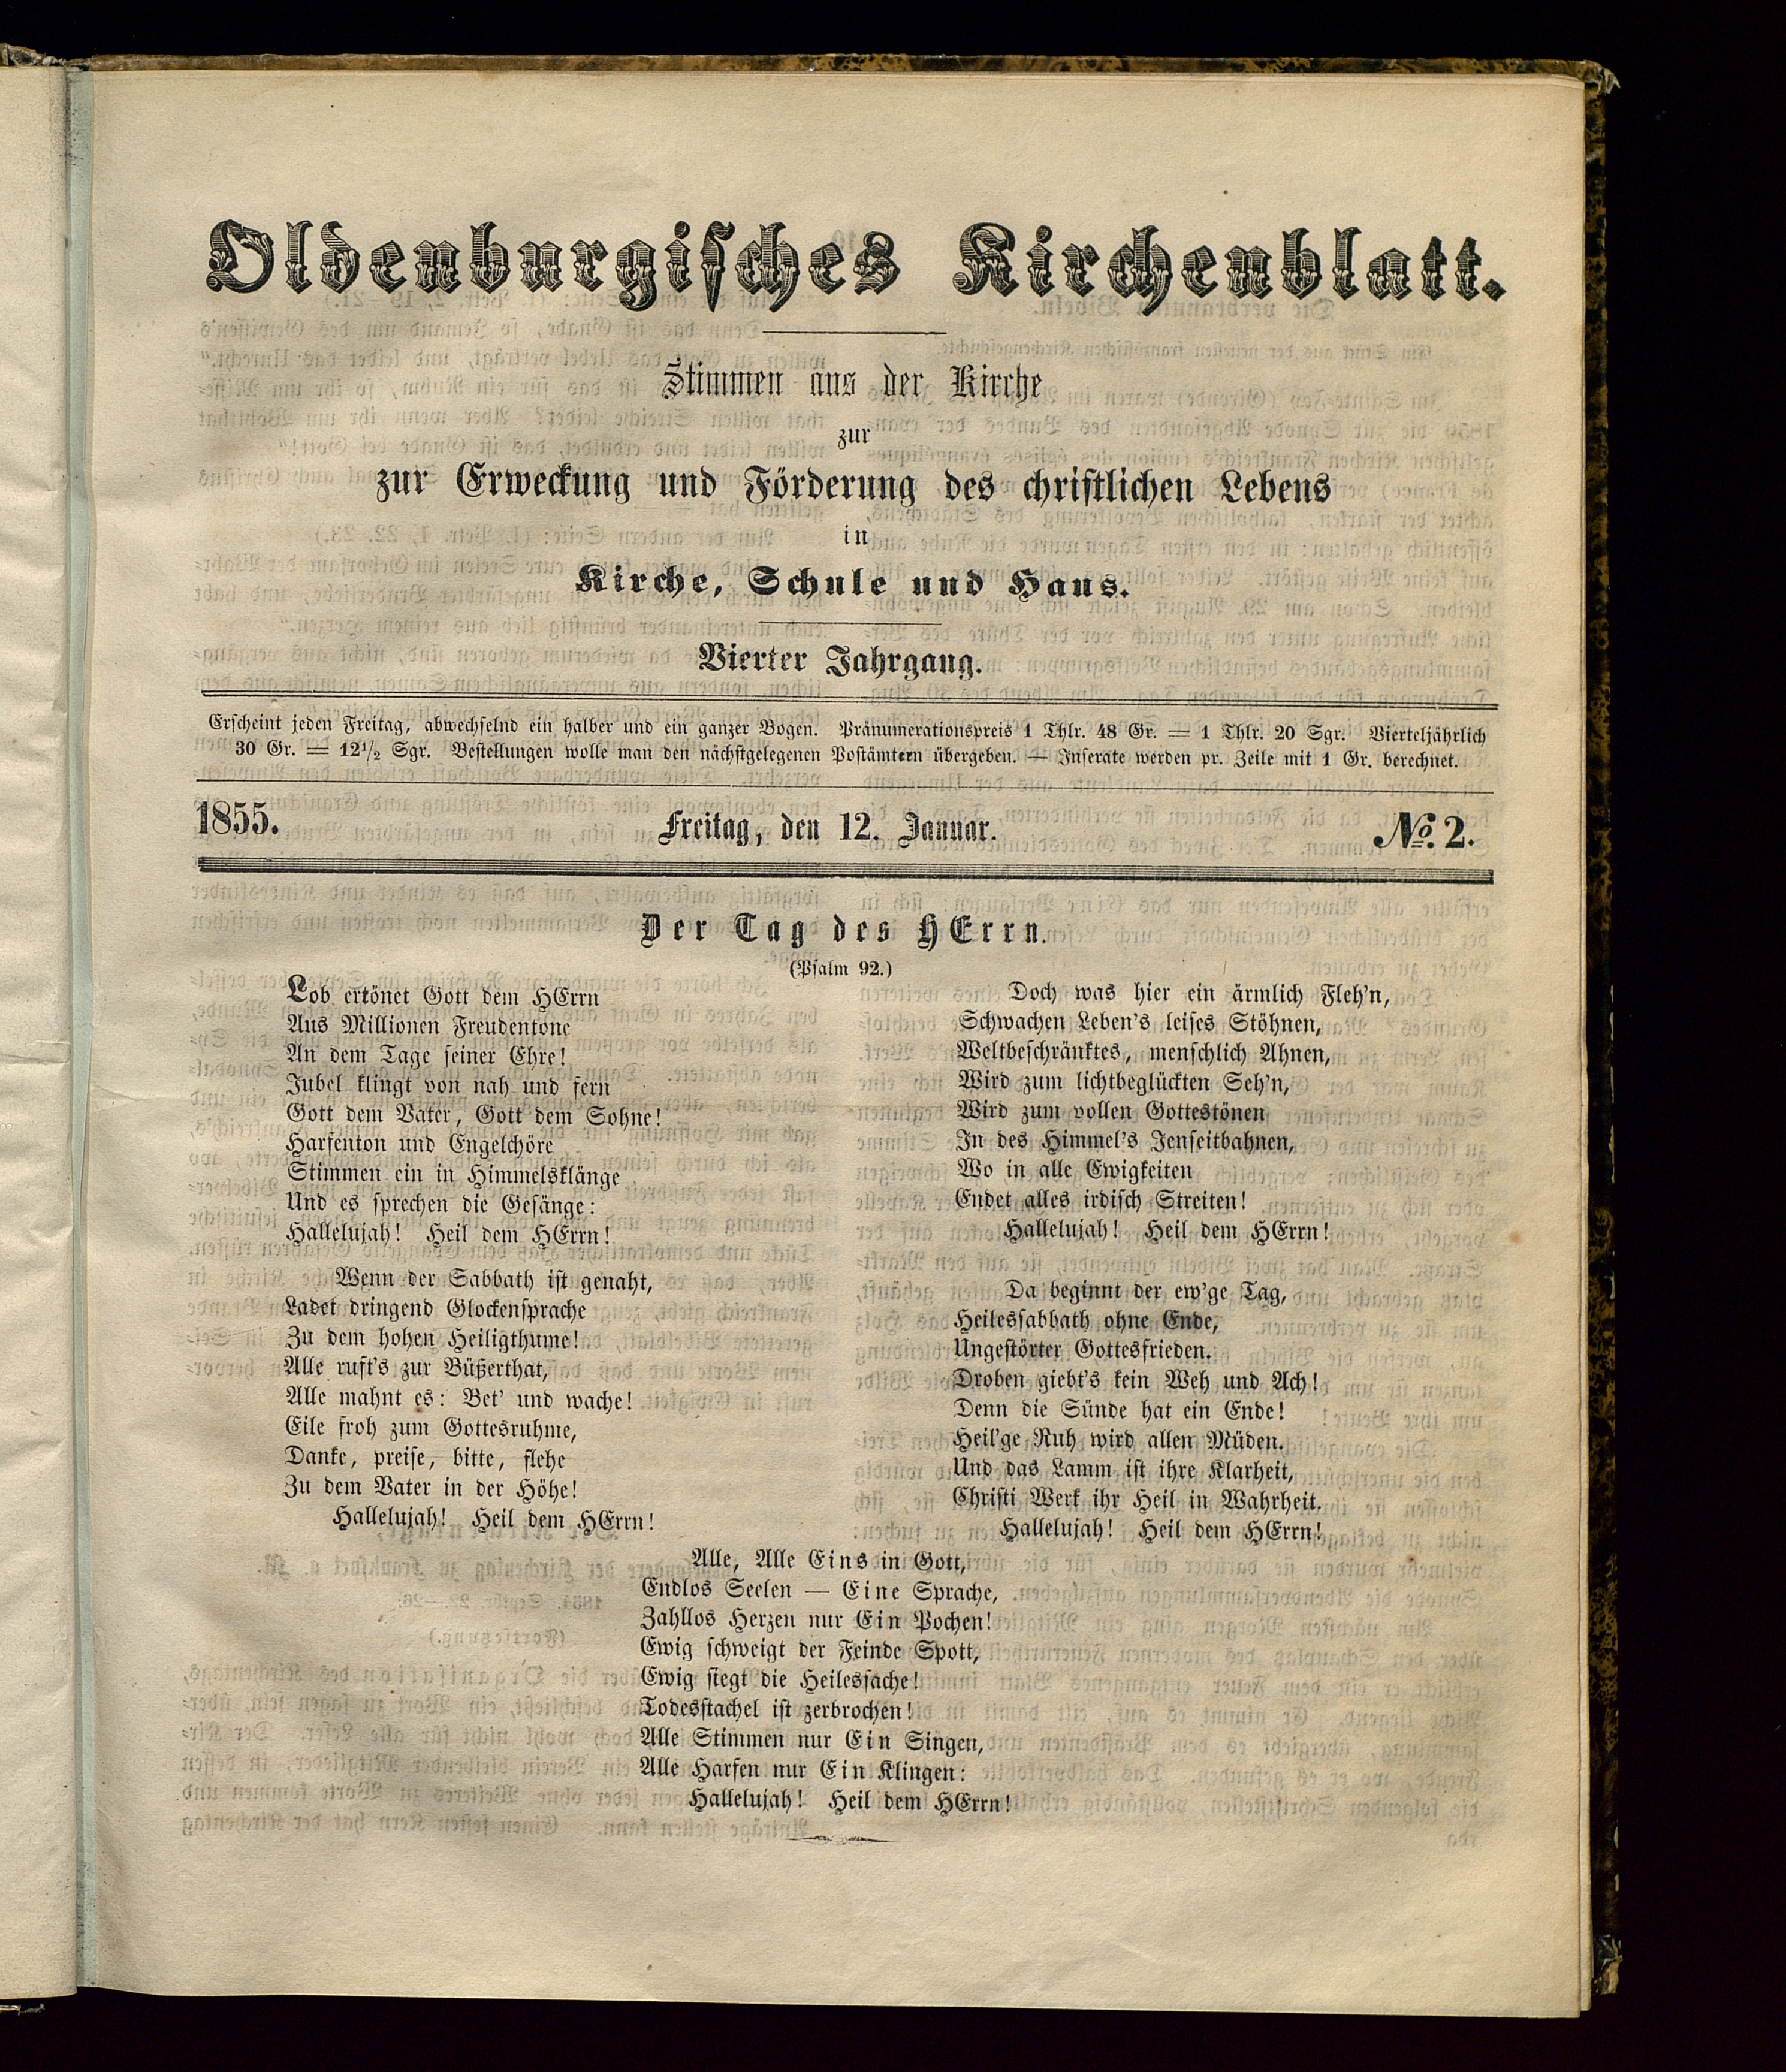 Oldenburgisches Kirchenblatt.
Stimmen aus der Kirche
zur
zur Erweckung und Förderung des christlichen Lebens
in
Kirche, Schule und Haus.
Vierter Jahrgang.
Erscheint jeden Freitag, abwechselnd ein halber und ein ganzer Bogen. Pränumerationspreis 1 Thlr. 48 Gr. = 1 Thlr. 20 Sgr. Vierteljährlich
30 Gr. = 12 1/2 Sgr. Bestellungen wolle man den nächstgelegenen Postämtern übergeben. — Inserate werden pr. Zeile mit 1 Gr. berechnet.
1855. Freitag, den 12. Januar. No. 2.
Der Tag des HErrn.
(Psalm 92.)
Lob ertönet Gott dem HErrn
Aus Millionen Freudentone
An dem Tage seiner Ehre!
Jubel klingt von nah und fern
Gott dem Vater, Gott dem Sohne!
Harfenton und Engelchöre
Stimmen ein in Himmelsklänge
Und es sprechen die Gesänge:
Hallelujah! Heil dem HErrn!
Wenn der Sabbath ist genaht,
Ladet dringend Glockensprache
Zu dem hohen Heiligthume!
Alle ruft's zur Büßerthat,
Alle mahnt es: Bet' und wache!
Eile froh zum Gottesruhme,
Danke, preise, bitte, flehe
Zu dem Vater in der Höhe!
Hallelujah! Heil dem HErrn!
Doch was hier ein ärmlich Fleh'n,
Schwachen Leben's leises Stöhnen,
Weltbeschränktes, menschlich Ahnen,
Wird zum lichtbeglückten Seh'n,
Wird zum vollen Gottestönen
In des Himmel's Jenseitbahnen,
Wo in alle Ewigkeiten
Endet alles irdisch Streiten!
Hallelujah! Heil dem HErrn!
Da beginnt der ew'ge Tag,
Heilessabbath ohne Ende,
Ungestörter Gottesfrieden.
Droben giebt's kein Weh und Ach!
Denn die Sünde hat ein Ende!
Heil'ge Ruh wird allen Müden.
Und das Lamm ist ihre Klarheit,
Christi Werk ihr Heil in Wahrheit.
Hallelujah! Heil dem HErrn!
Alle, Alle Eins in Gott,
Endlos Seelen — Eine Sprache,
Zahllos Herzen nur Ein Pochen!
Ewig schweigt der Feinde Spott,
Ewig siegt die Heilessache!
Todesstachel ist zerbrochen!
Alle Stimmen nur Ein Singen,
Alle Harfen nur Ein Klingen:
Hallelujah! Heil dem HErrn!